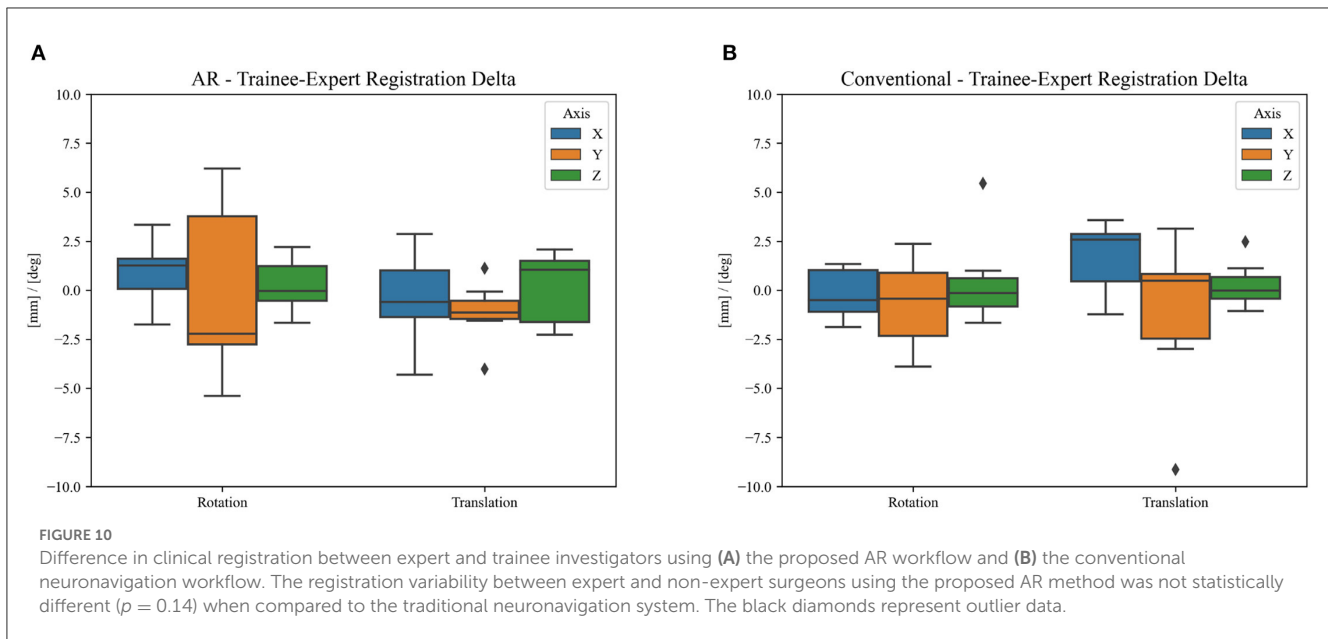 A
AR - Trainee-Expert Registration Delta
10.0
7.5
5.0
2.5
0.0
−2.5
−5.0
−7.5
−10.0
[mm] / [deg]
Axis
X
Y
Z
Rotation
Translation
B
Conventional - Trainee-Expert Registration Delta
10.0
7.5
5.0
2.5
0.0
−2.5
−5.0
−7.5
−10.0
[mm] / [deg]
Axis
X
Y
Z
Rotation
Translation
FIGURE 10
Difference in clinical registration between expert and trainee investigators using (A) the proposed AR workflow and (B) the conventional
neuronavigation workflow. The registration variability between expert and non-expert surgeons using the proposed AR method was not statistically
different (p = 0.14) when compared to the traditional neuronavigation system. The black diamonds represent outlier data.